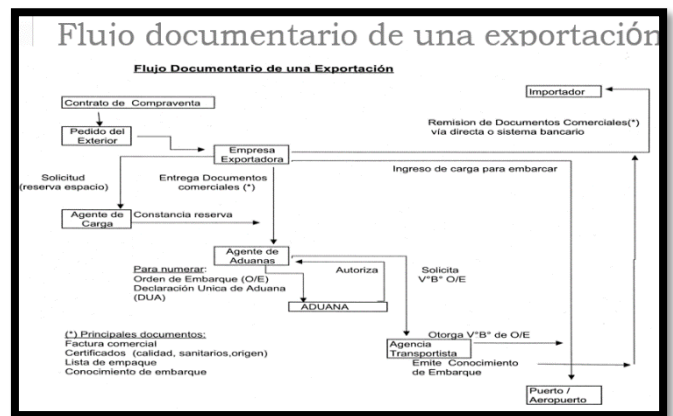 Flujo documentario de una exportación
Flujo Documentario de una Exportación
Importador
Contrato de Compraventa
Remision de Documentos Comerciales(*)
vía directa o sistema bancario
Pedido del
Exterior
Empresa
Exportadora
Ingreso de carga para embarcar
Solicitud
(reserva espacio)
Entrega Documentos
comerciales (*)
Agente de
Carga
Constancia reserva
Agente de
Aduanas
Para numerar:
Orden de Embarque (O/E)
Declaración Unica de Aduana
(DUA)
Autoriza
Solicita
V°B° O/E
ADUANA
(*) Principales documentos:
Factura comercial
Certificados (calidad, sanitarios,origen)
Lista de empaque
Conocimiento de embarque
Otorga V°B° de O/E
Agencia
Transportista
Emite Conocimiento
de Embarque
Puerto /
Aeropuerto